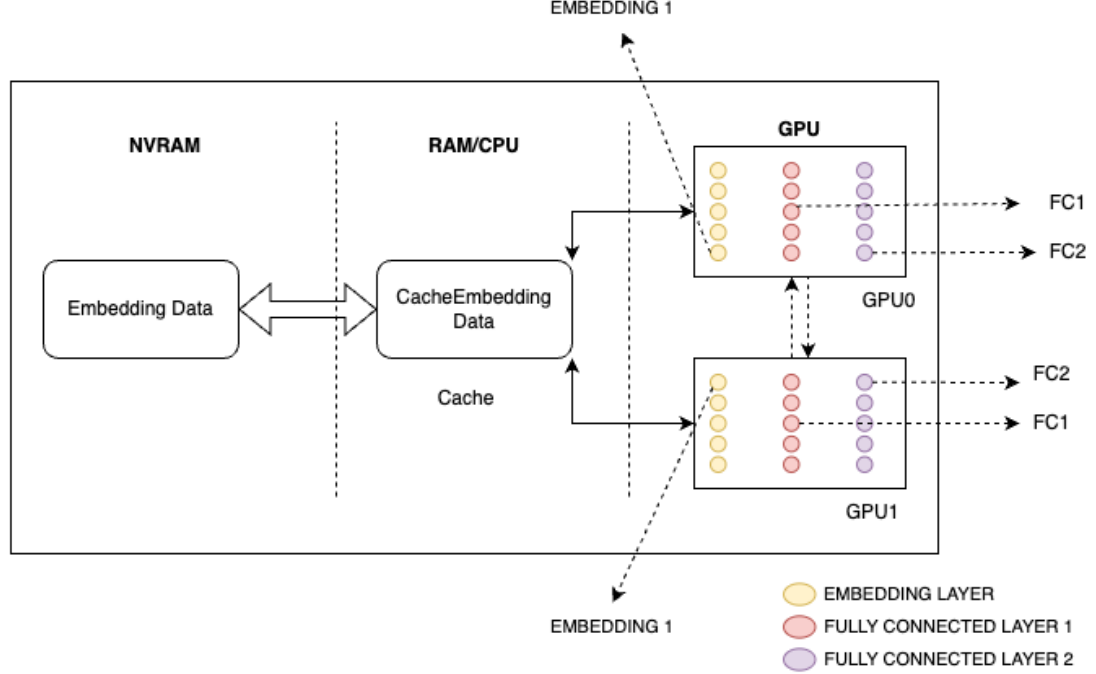 EMBEDDING 1
NVRAM
RAM/CPU
GPU
FC1
FC2
GPU0
Embedding Data
CacheEmbedding
Data
Cache
FC2
FC1
GPU1
EMBEDDING 1
EMBEDDING LAYER
FULLY CONNECTED LAYER 1
FULLY CONNECTED LAYER 2